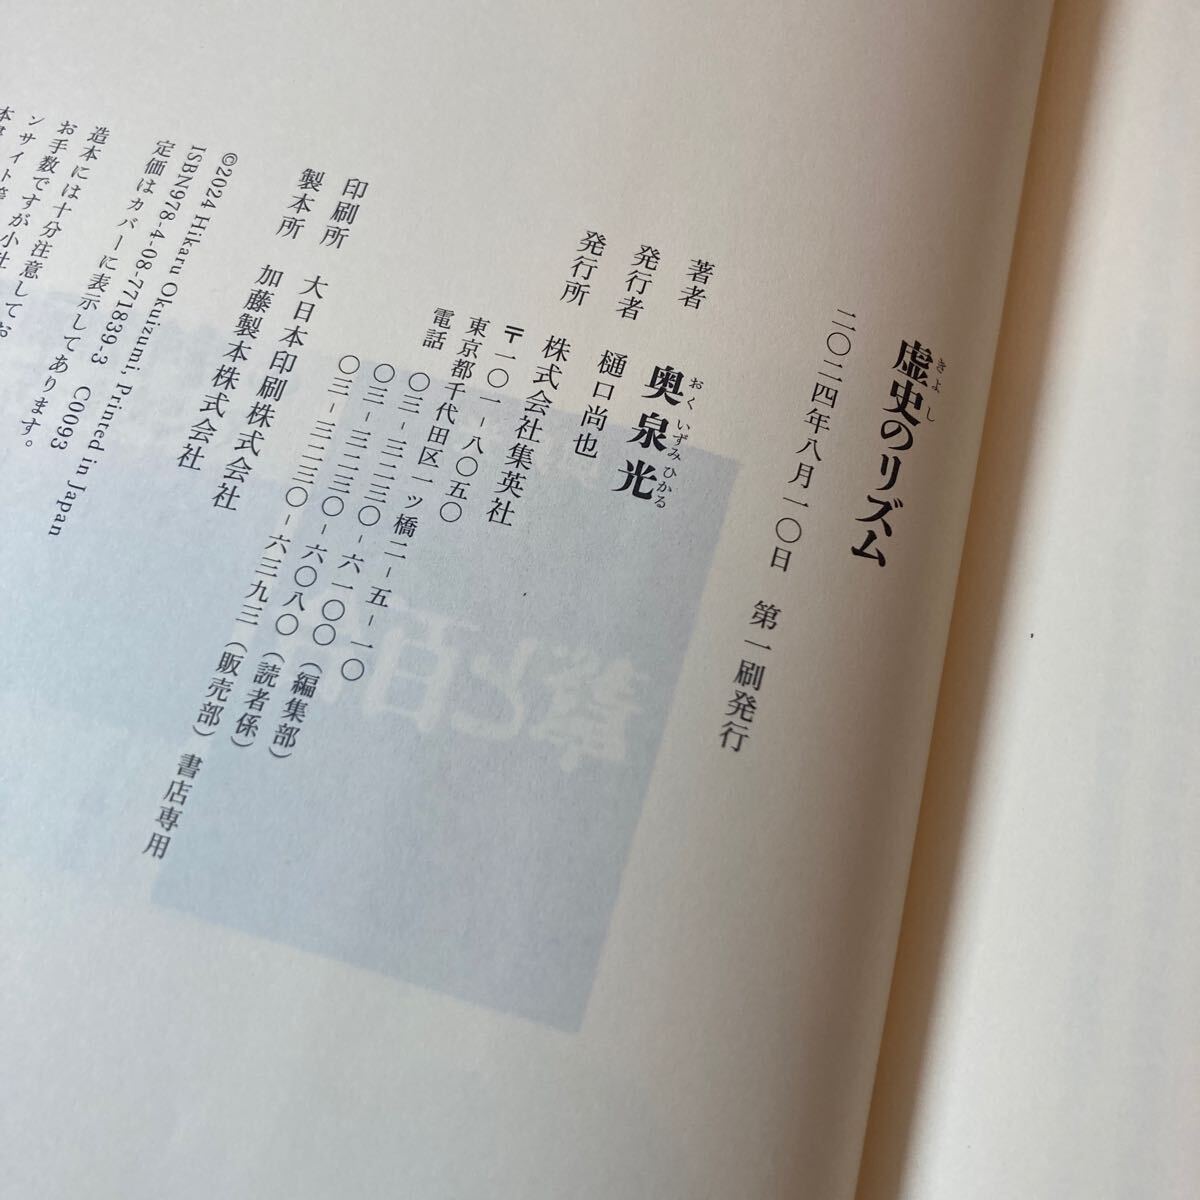 虚史のリズム
きよし
二〇二四年八月一〇日　第一刷発行
著者　奥泉光
おくいずみひかる
発行者　樋口尚也
発行所　株式会社集英社
〒一〇一-八〇五〇
東京都千代田区一ツ橋二-五-一〇
電話　〇三-三二三〇-六一〇〇（編集部）
〇三-三二三〇-六〇八〇（読者係）
〇三-三二三〇-六三九三（販売部）書店専用
印刷所　大日本印刷株式会社
製本所　加藤製本株式会社
©2024 Hikaru Okuizumi, Printed in Japan
ISBN978-4-08-771839-3　C0093
定価はカバーに表示してあります。
造本には十分注意してお
お手数ですが小社
ンサイト等